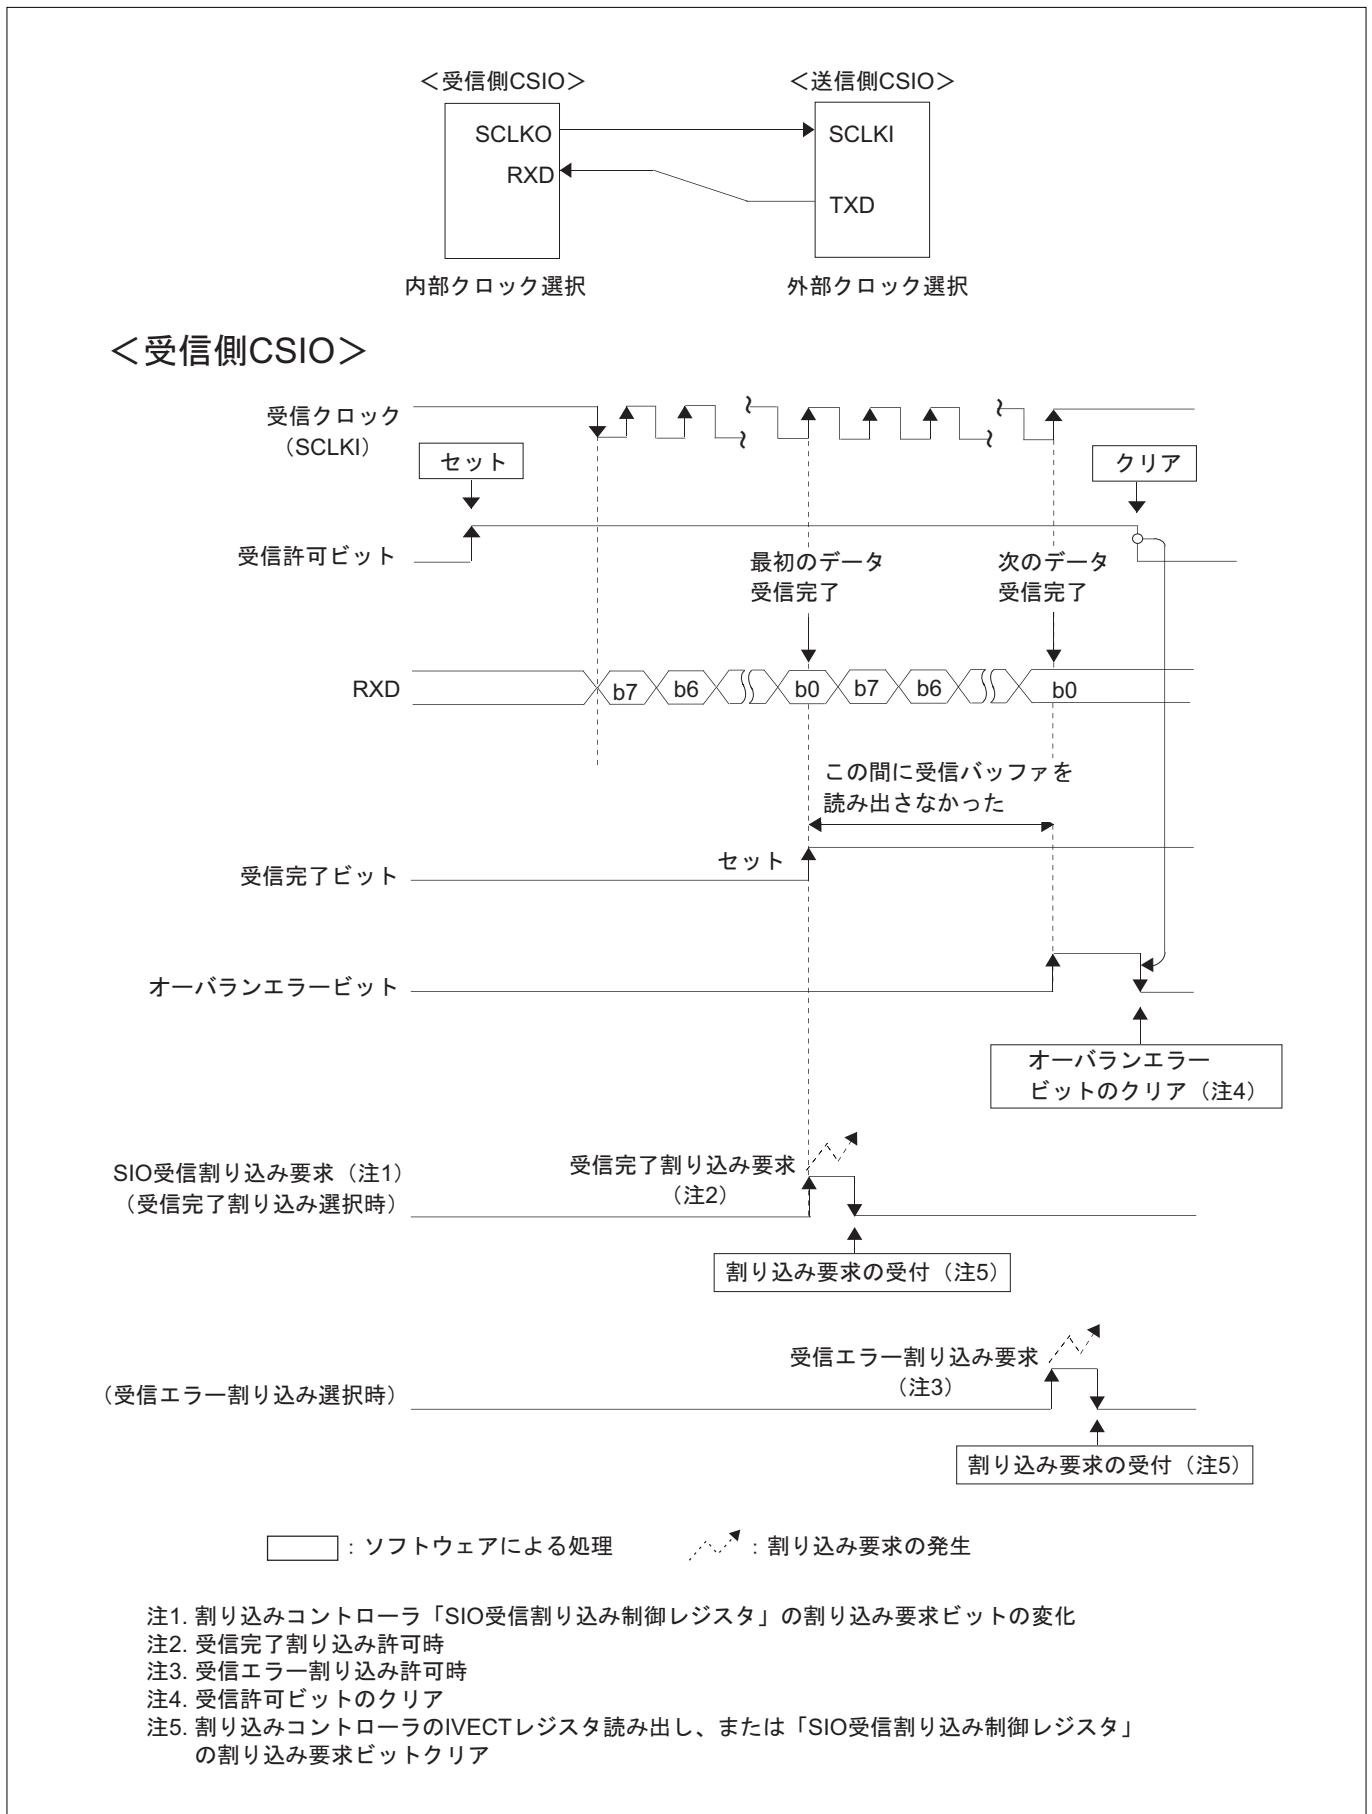 ＜受信側CSIO＞
＜送信側CSIO＞
SCLKO
SCLKI
RXD
TXD
内部クロック選択
外部クロック選択
＜受信側CSIO＞
受信クロック
（SCLKI）
セット
クリア
受信許可ビット
最初のデータ
受信完了
次のデータ
受信完了
RXD
b7
b6
b0
b7
b6
b0
この間に受信バッファを
読み出さなかった
セット
受信完了ビット
オーバランエラービット
オーバランエラー
ビットのクリア（注4）
SIO受信割り込み要求（注1）
（受信完了割り込み選択時）
受信完了割り込み要求
（注2）
割り込み要求の受付（注5）
受信エラー割り込み要求
（注3）
（受信エラー割り込み選択時）
割り込み要求の受付（注5）
：ソフトウェアによる処理
：割り込み要求の発生
注1. 割り込みコントローラ「SIO受信割り込み制御レジスタ」の割り込み要求ビットの変化
注2. 受信完了割り込み許可時
注3. 受信エラー割り込み許可時
注4. 受信許可ビットのクリア
注5. 割り込みコントローラのIVECTレジスタ読み出し、または「SIO受信割り込み制御レジスタ」
の割り込み要求ビットクリア